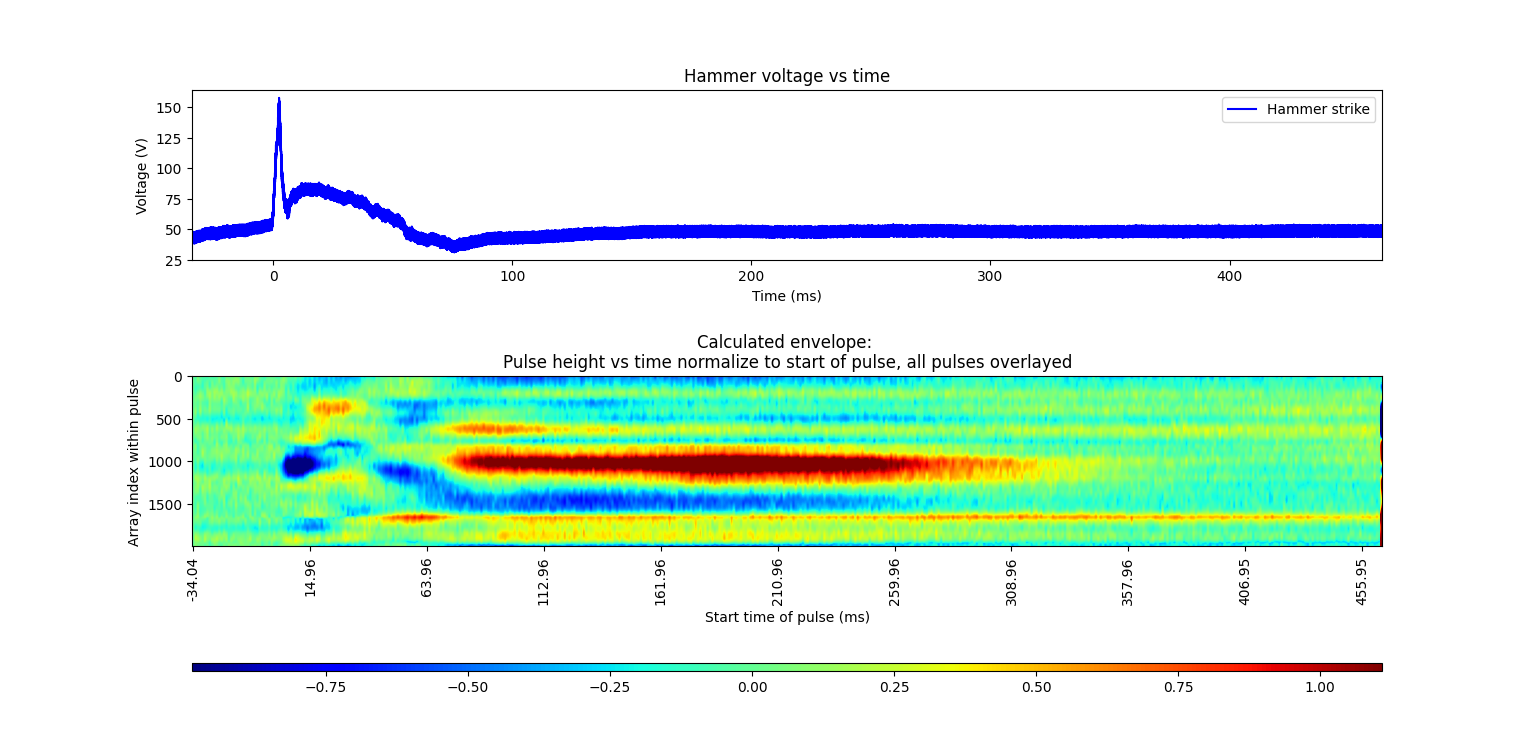 Hammer voltage vs time
Voltage (V)
150
125
100
75
50
25
Hammer strike
0 100 200 300 400
Time (ms)
Calculated envelope:
Pulse height vs time normalize to start of pulse, all pulses overlayed
Array index within pulse
0
500
1000
1500
-34.04 14.96 63.96 112.96 161.96 210.96 259.96 308.96 357.96 406.95 455.95
Start time of pulse (ms)
−0.75 −0.50 −0.25 0.00 0.25 0.50 0.75 1.00